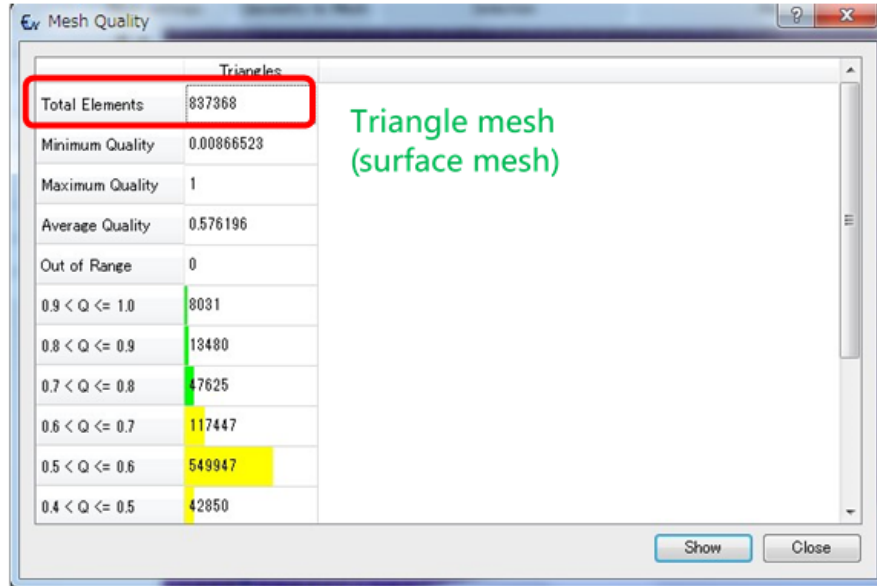 Mesh Quality
Triangles
Total Elements 837368
Minimum Quality 0.00866523
Maximum Quality 1
Average Quality 0.576196
Out of Range 0
0.9 < Q <= 1.0 8031
0.8 < Q <= 0.9 13480
0.7 < Q <= 0.8 47625
0.6 < Q <= 0.7 117447
0.5 < Q <= 0.6 549947
0.4 < Q <= 0.5 42850
Triangle mesh
(surface mesh)
Show Close